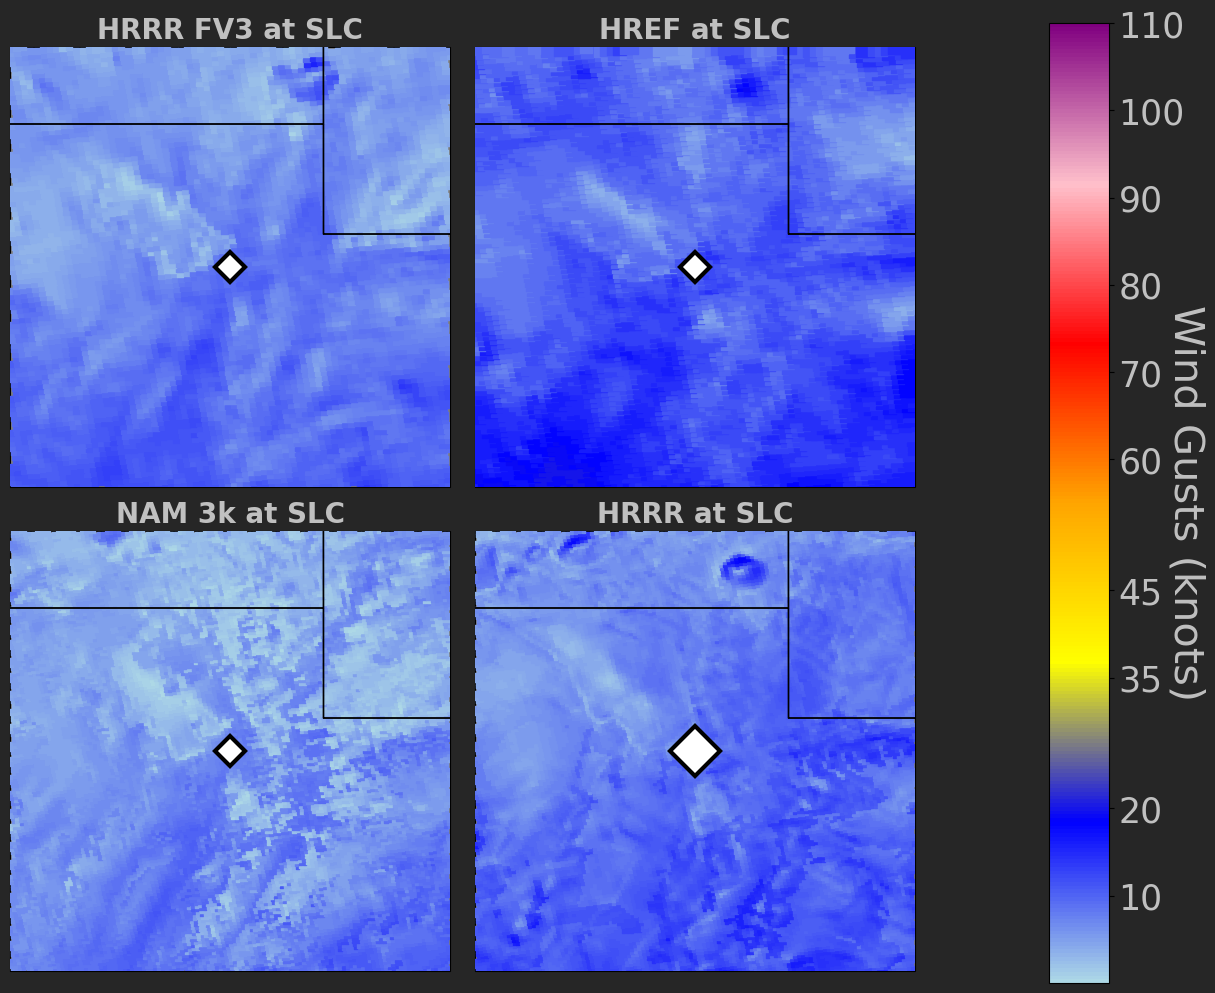 HRRR FV3 at SLC
HREF at SLC
NAM 3k at SLC
HRRR at SLC
110
100
90
80
70
60
45
35
20
10
Wind Gusts (knots)